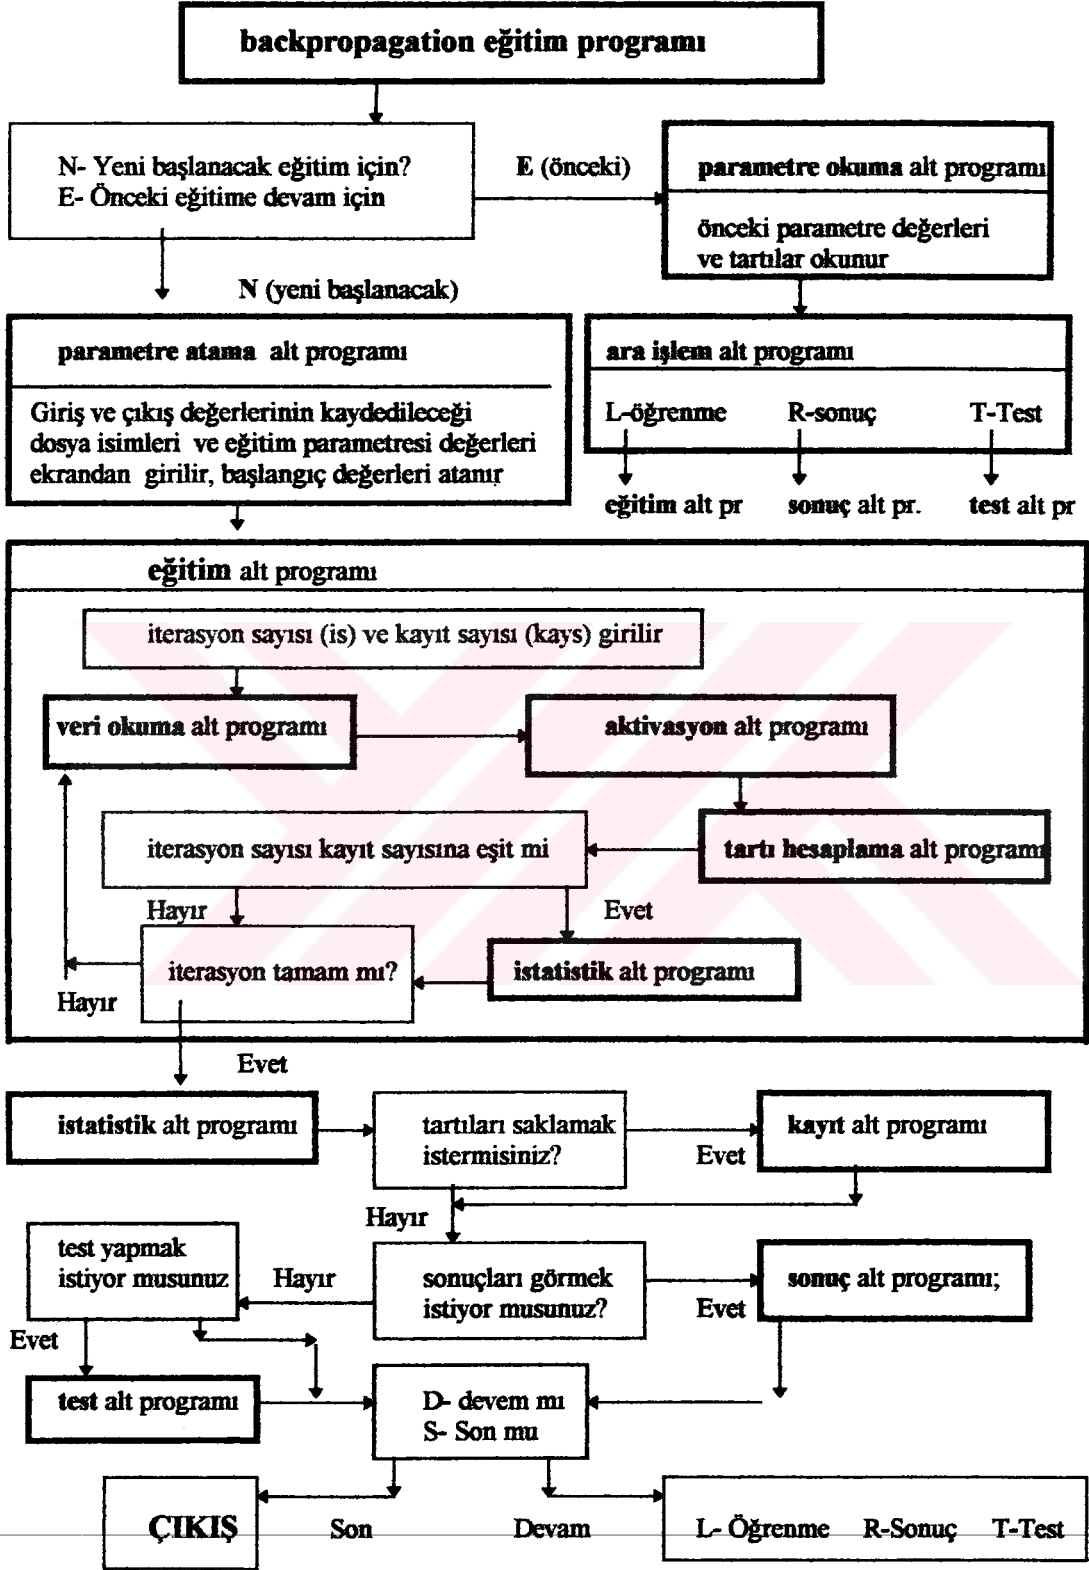 backpropagation eğitim programı
N- Yeni başlanacak eğitim için?
E- Önceki eğitime devam için
E (önceki)
parametre okuma alt programı
önceki parametre değerleri
ve tartılar okunur
N (yeni başlanacak)
parametre atama alt programı
Giriş ve çıkış değerlerinin kaydedileceği
dosya isimleri ve eğitim parametresi değerleri
ekrandan girilir, başlangıç değerleri atanır
ara işlem alt programı
L-öğrenme R-sonuç T-Test
eğitim alt pr sonuç alt pr. test alt pr
eğitim alt programı
iterasyon sayısı (is) ve kayıt sayısı (kays) girilir
veri okuma alt programı
aktivasyon alt programı
iterasyon sayısı kayıt sayısına eşit mi
tartı hesaplama alt programı
Hayır
Evet
iterasyon tamam mı?
istatistik alt programı
Hayır
Evet
istatistik alt programı
tartıları saklamak
istermisiniz?
Evet
kayıt alt programı
Hayır
test yapmak
istiyor musunuz
Hayır
sonuçları görmek
istiyor musunuz?
Evet
sonuç alt programı;
Evet
test alt programı
D- devem mı
S- Son mu
ÇIKIŞ
Son
Devam
L- Öğrenme R-Sonuç T-Test